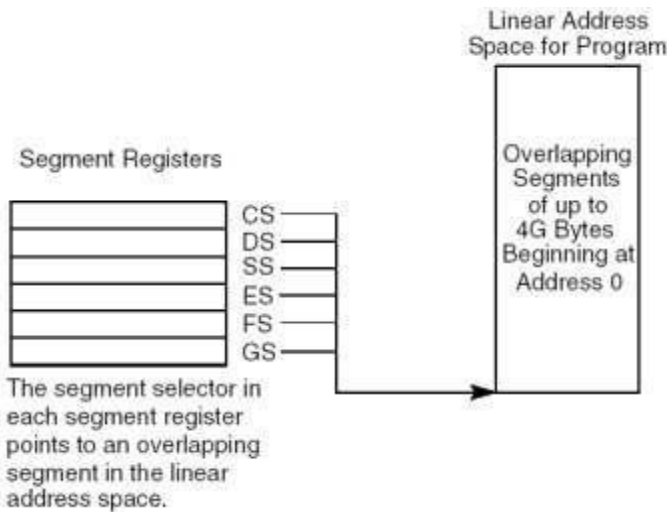 Linear Address
Space for Program
Overlapping
Segments
of up to
4G Bytes
Beginning at
Address 0
Segment Registers
CS
DS
SS
ES
FS
GS
The segment selector in
each segment register
points to an overlapping
segment in the linear
address space.